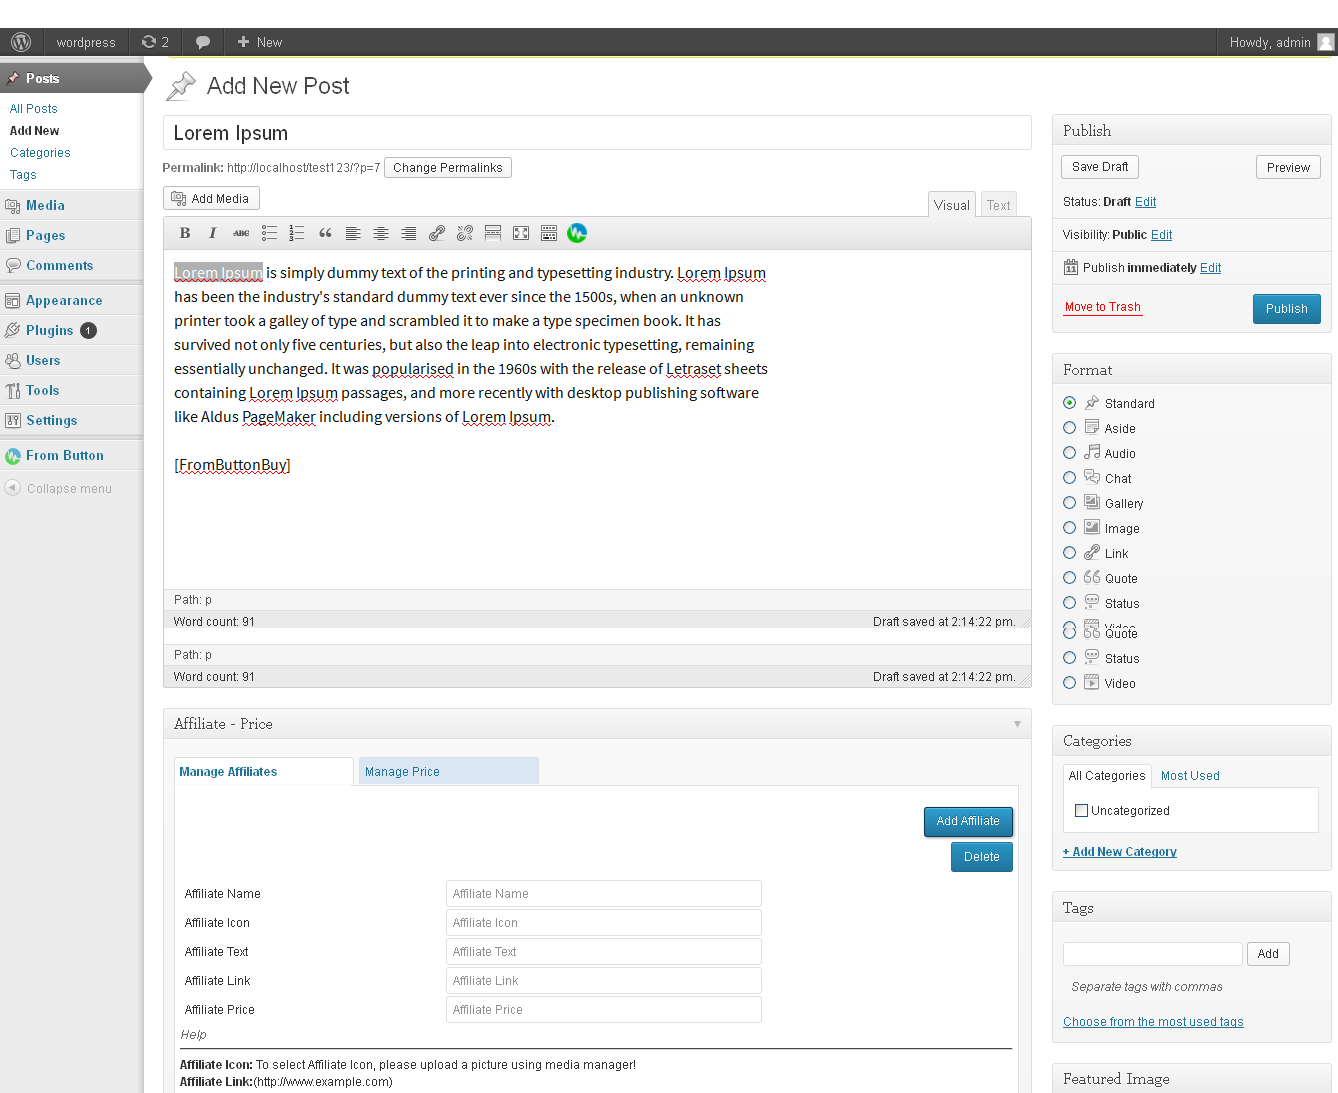 wordpress
2
New
Howdy, admin
Posts
All Posts
Add New
Categories
Tags
Media
Pages
Comments
Appearance
Plugins 1
Users
Tools
Settings
From Button
Collapse menu
Add New Post
Lorem Ipsum
Permalink: http://localhost/test123/?p=7 Change Permalinks
Add Media
Visual Text
B I ABC
Lorem Ipsum is simply dummy text of the printing and typesetting industry. Lorem Ipsum
has been the industry's standard dummy text ever since the 1500s, when an unknown
printer took a galley of type and scrambled it to make a type specimen book. It has
survived not only five centuries, but also the leap into electronic typesetting, remaining
essentially unchanged. It was popularised in the 1960s with the release of Letraset sheets
containing Lorem Ipsum passages, and more recently with desktop publishing software
like Aldus PageMaker including versions of Lorem Ipsum.
[FromButtonBuy]
Path: p
Word count: 91 Draft saved at 2:14:22 pm.
Path: p
Word count: 91 Draft saved at 2:14:22 pm.
Affiliate - Price
Manage Affiliates Manage Price
Add Affiliate
Delete
Affiliate Name Affiliate Name
Affiliate Icon Affiliate Icon
Affiliate Text Affiliate Text
Affiliate Link Affiliate Link
Affiliate Price Affiliate Price
Help
Affiliate Icon: To select Affiliate Icon, please upload a picture using media manager!
Affiliate Link:(http://www.example.com)
Publish
Save Draft Preview
Status: Draft Edit
Visibility: Public Edit
11 Publish immediately Edit
Move to Trash Publish
Format
Standard
Aside
Audio
Chat
Gallery
Image
Link
Quote
Status
Video
Quote
Status
Video
Categories
All Categories Most Used
Uncategorized
+ Add New Category
Tags
Add
Separate tags with commas
Choose from the most used tags
Featured Image